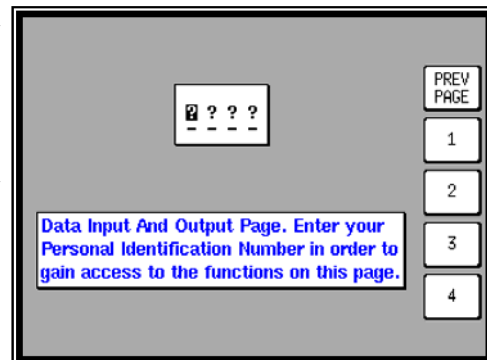 PREV
PAGE
? ? ? ?
1
2
Data Input And Output Page. Enter your
Personal Identification Number in order to
gain access to the functions on this page.
3
4